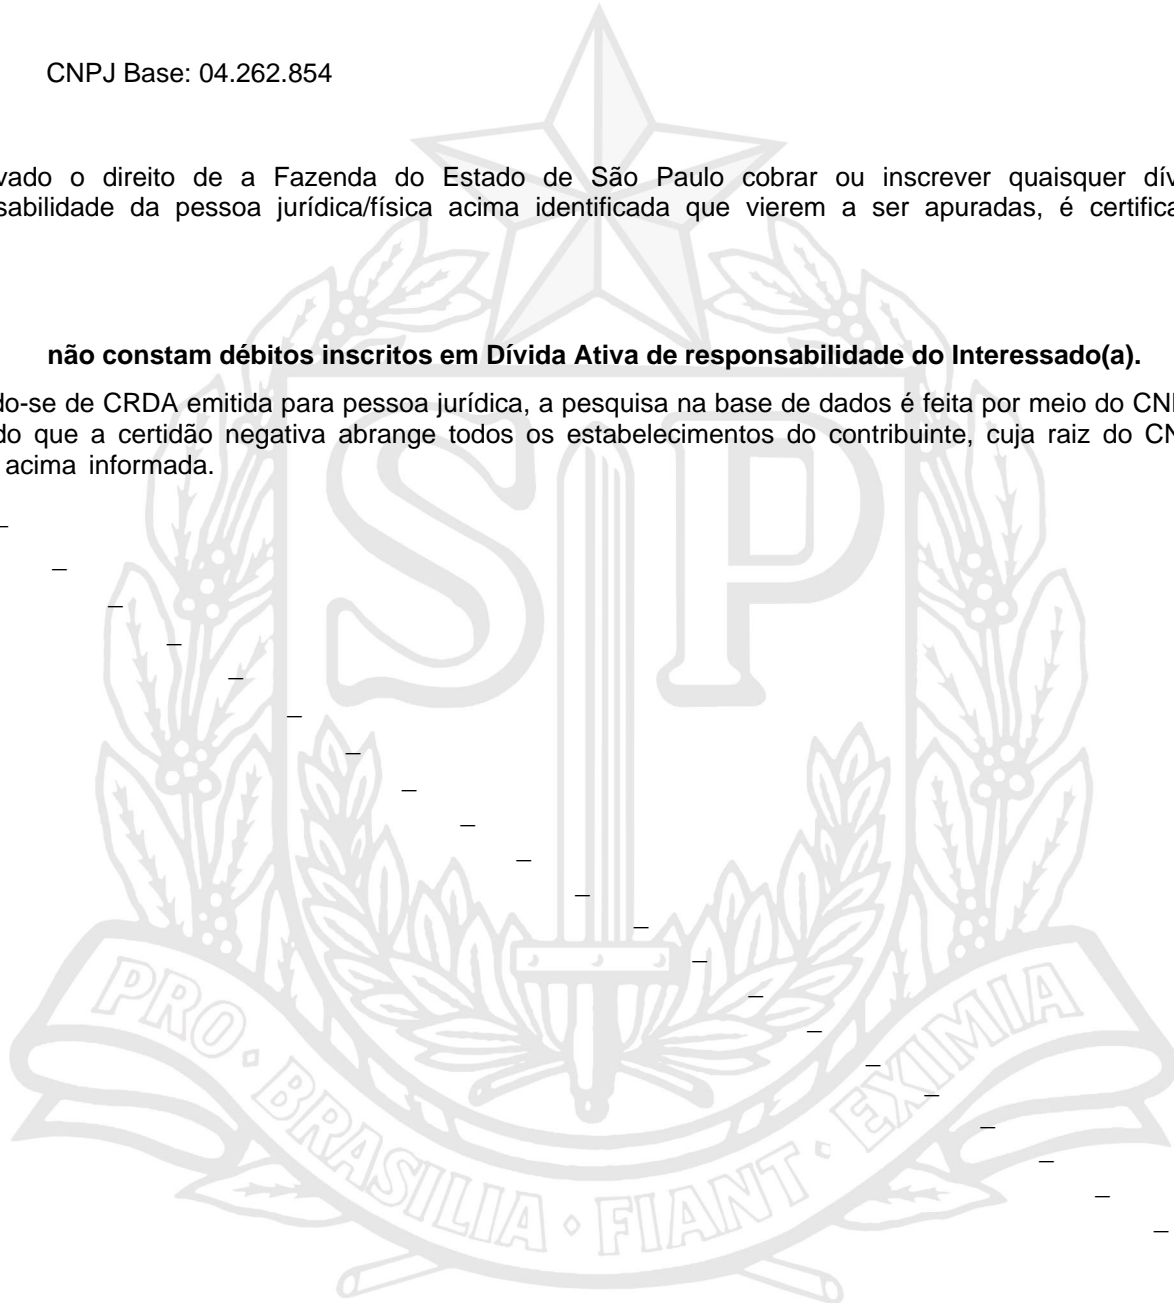 CNPJ Base: 04.262.854
vado o direito de a Fazenda do Estado de São Paulo cobrar ou inscrever quaisquer dív
sabilidade da pessoa jurídica/física acima identificada que vierem a ser apuradas, é certifica
não constam débitos inscritos em Dívida Ativa de responsabilidade do Interessado(a).
do-se de CRDA emitida para pessoa jurídica, a pesquisa na base de dados é feita por meio do CN
do que a certidão negativa abrange todos os estabelecimentos do contribuinte, cuja raiz do CN
acima informada.
SP
PRO • BRASILIA • FIANT • EXIMIA